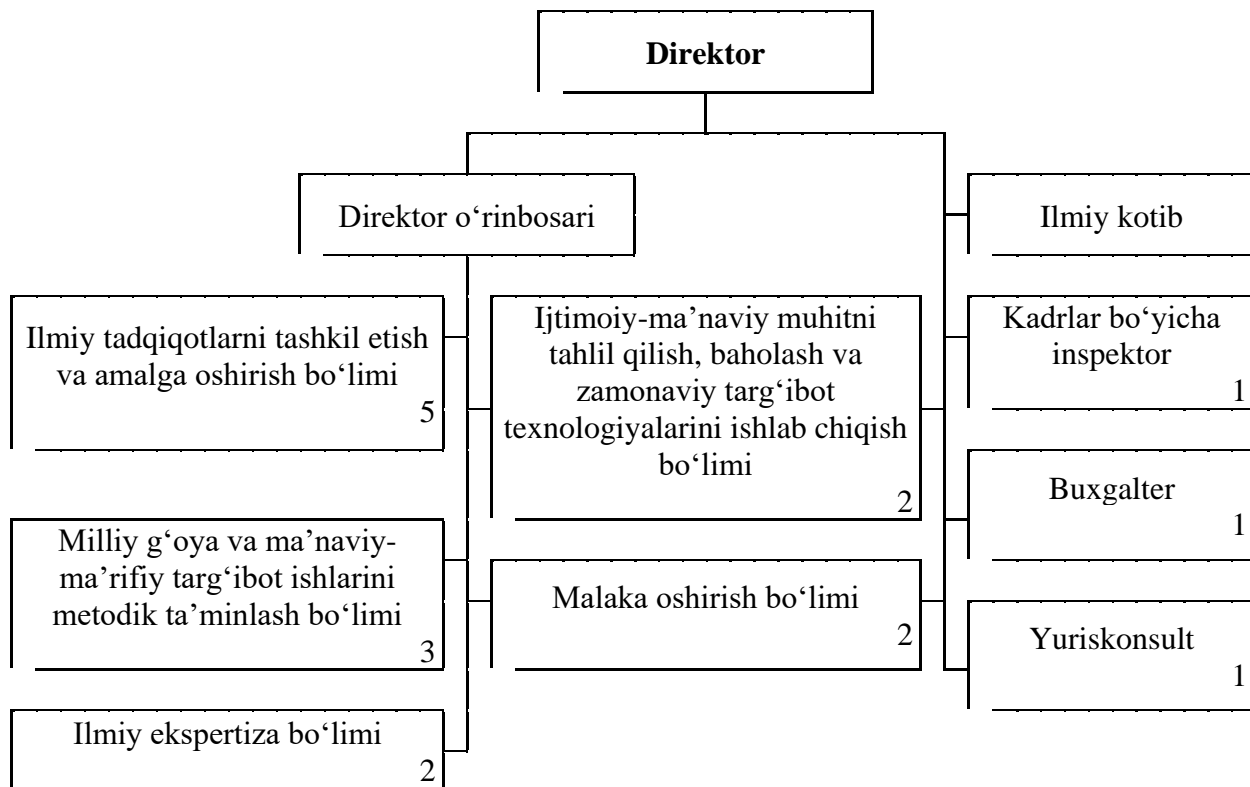 Direktor
Direktor o‘rinbosari
Ilmiy kotib
Ilmiy tadqiqotlarni tashkil etish
va amalga oshirish bo‘limi
5
Ijtimoiy-ma’naviy muhitni
tahlil qilish, baholash va
zamonaviy targ‘ibot
texnologiyalarini ishlab chiqish
bo‘limi
2
Kadrlar bo‘yicha
inspektor
1
Buxgalter
1
Milliy g‘oya va ma’naviy-
ma’rifiy targ‘ibot ishlarini
metodik ta’minlash bo‘limi
3
Malaka oshirish bo‘limi
2
Yuriskonsult
1
Ilmiy ekspertiza bo‘limi
2